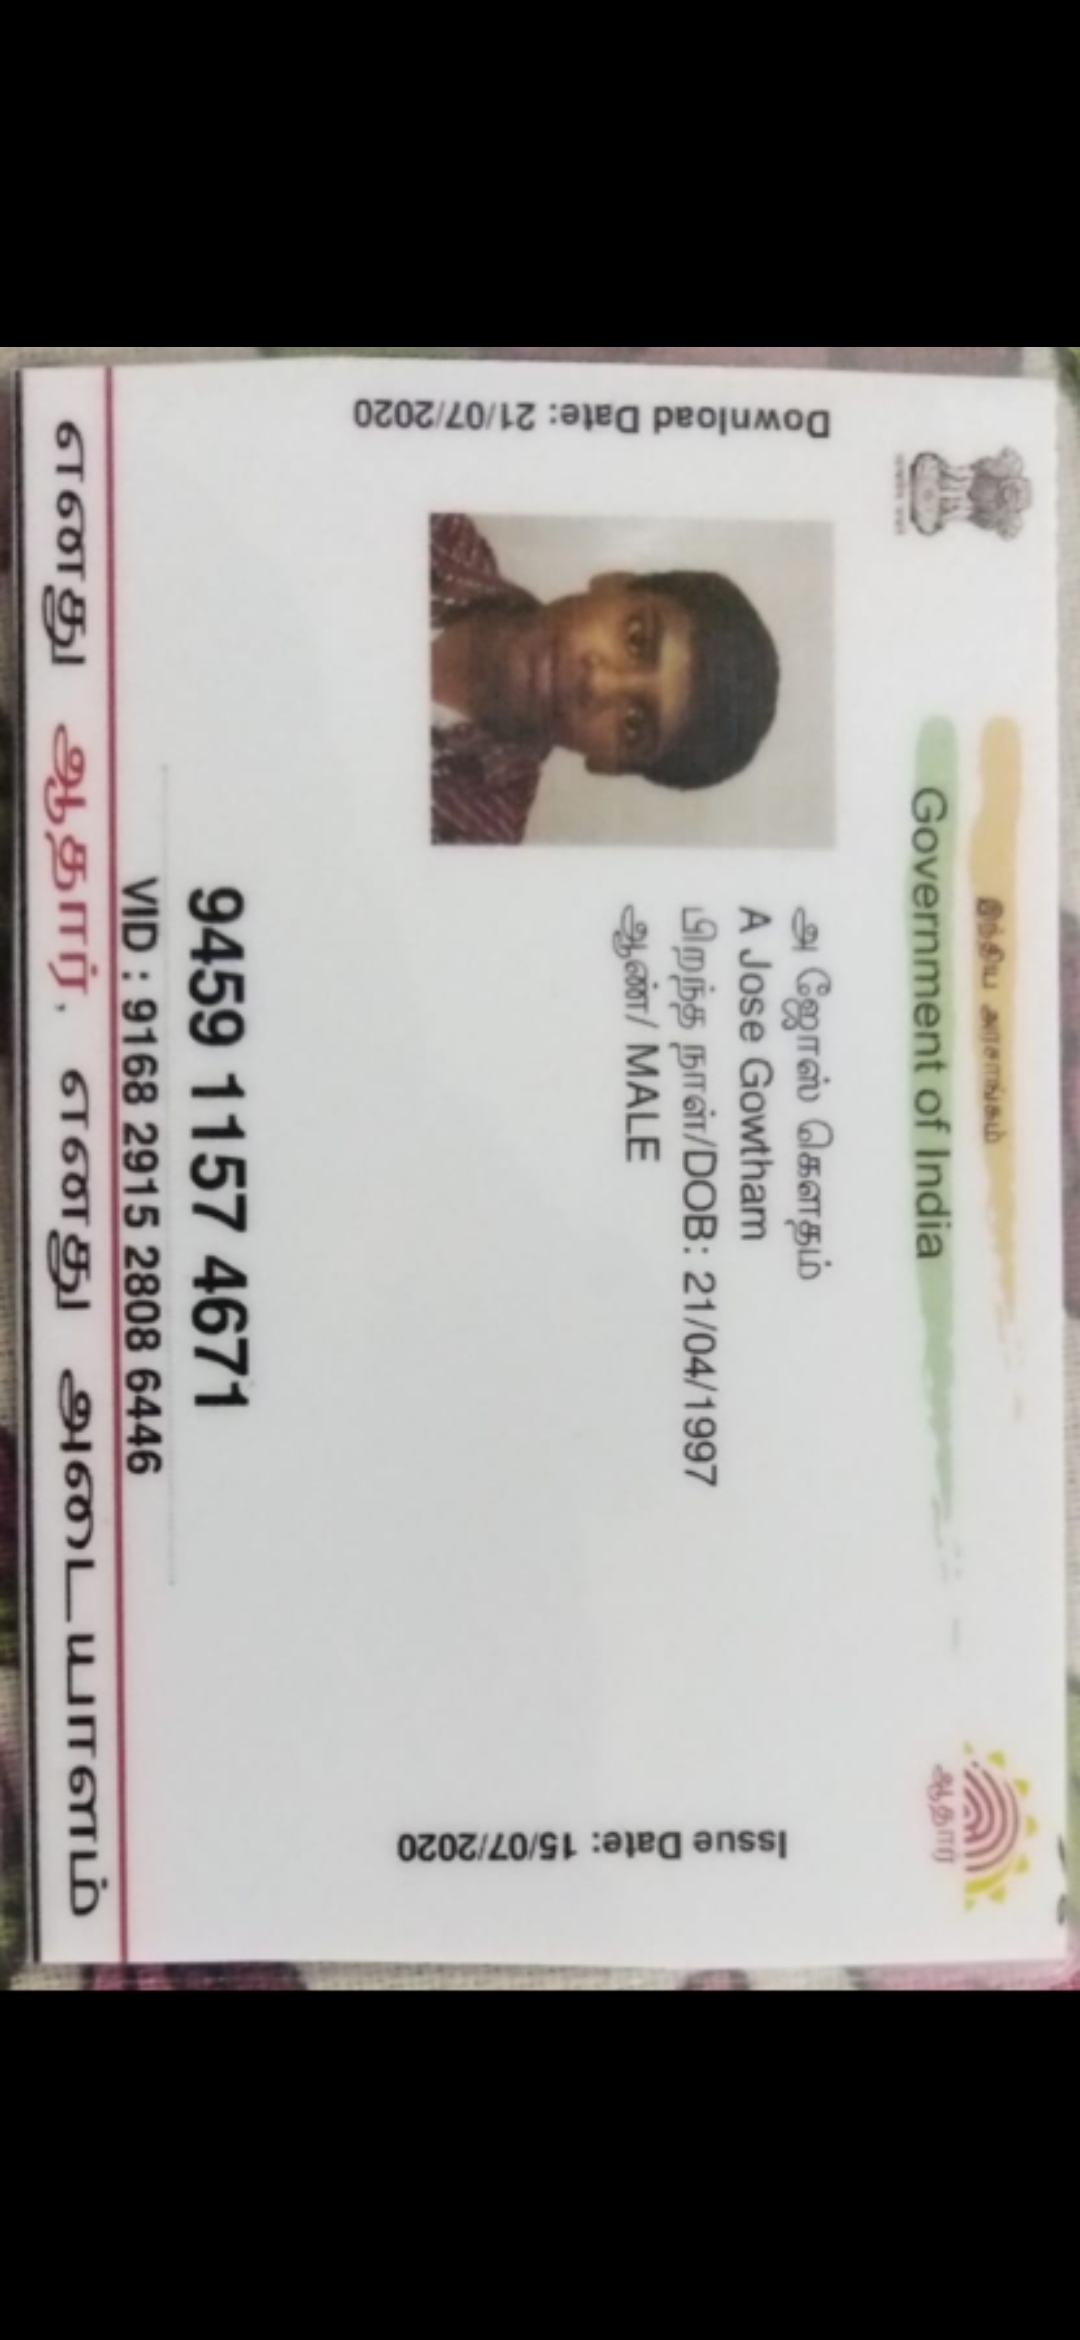 இந்திய அரசாங்கம்
Government of India
ஆதார்
Download Date: 21/07/2020
Issue Date: 15/07/2020
அ ஜோஸ் கௌதம்
A Jose Gowtham
பிறந்த நாள்/DOB: 21/04/1997
ஆண்/ MALE
9459 1157 4671
VID : 9168 2915 2808 6446
எனது ஆதார், எனது அடையாளம்